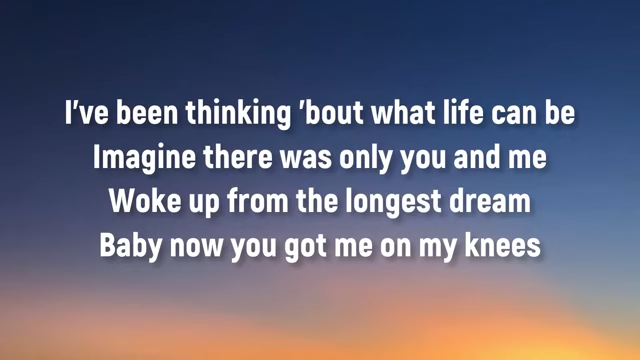 I've been thinking 'bout what life can be
Imagine there was only you and me
Woke up from the longest dream
Baby now you got me on my knees